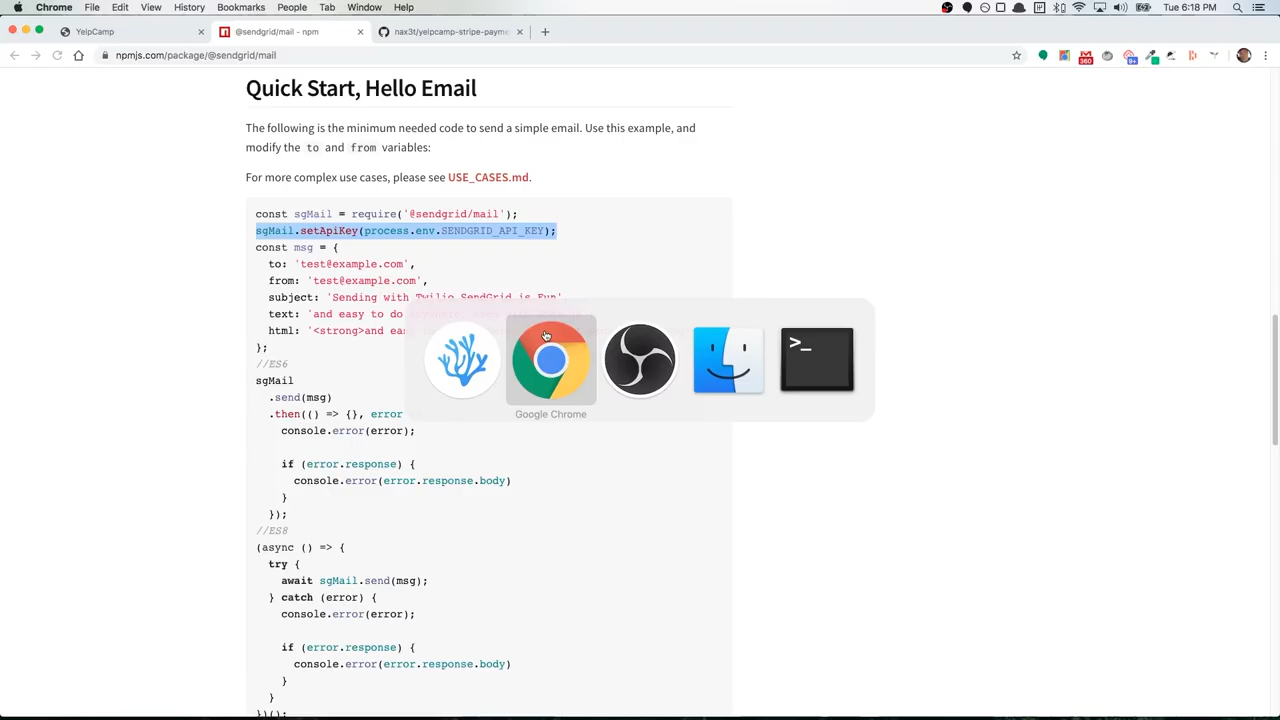 Chrome File Edit View History Bookmarks People Tab Window Help Tue 6:18 PM
YelpCamp
@sendgrid/mail - npm
nax3t/yelpcamp-stripe-payme
npmjs.com/package/@sendgrid/mail
360
9+
Quick Start, Hello Email
The following is the minimum needed code to send a simple email. Use this example, and
modify the to and from variables:
For more complex use cases, please see USE_CASES.md.
const sgMail = require('@sendgrid/mail');
sgMail.setApiKey(process.env.SENDGRID_API_KEY);
const msg = {
to: 'test@example.com',
from: 'test@example.com',
subject: 'Sending with Twilio SendGrid is Fun'
text: 'and easy to do
html: '<strong>and eas
};
//ES6
sgMail
.send(msg)
.then(() => {}, error
console.error(error);
if (error.response) {
console.error(error.response.body)
}
});
//ES8
(async () => {
try {
await sgMail.send(msg);
} catch (error) {
console.error(error);
if (error.response) {
console.error(error.response.body)
}
}
})();
>_
Google Chrome